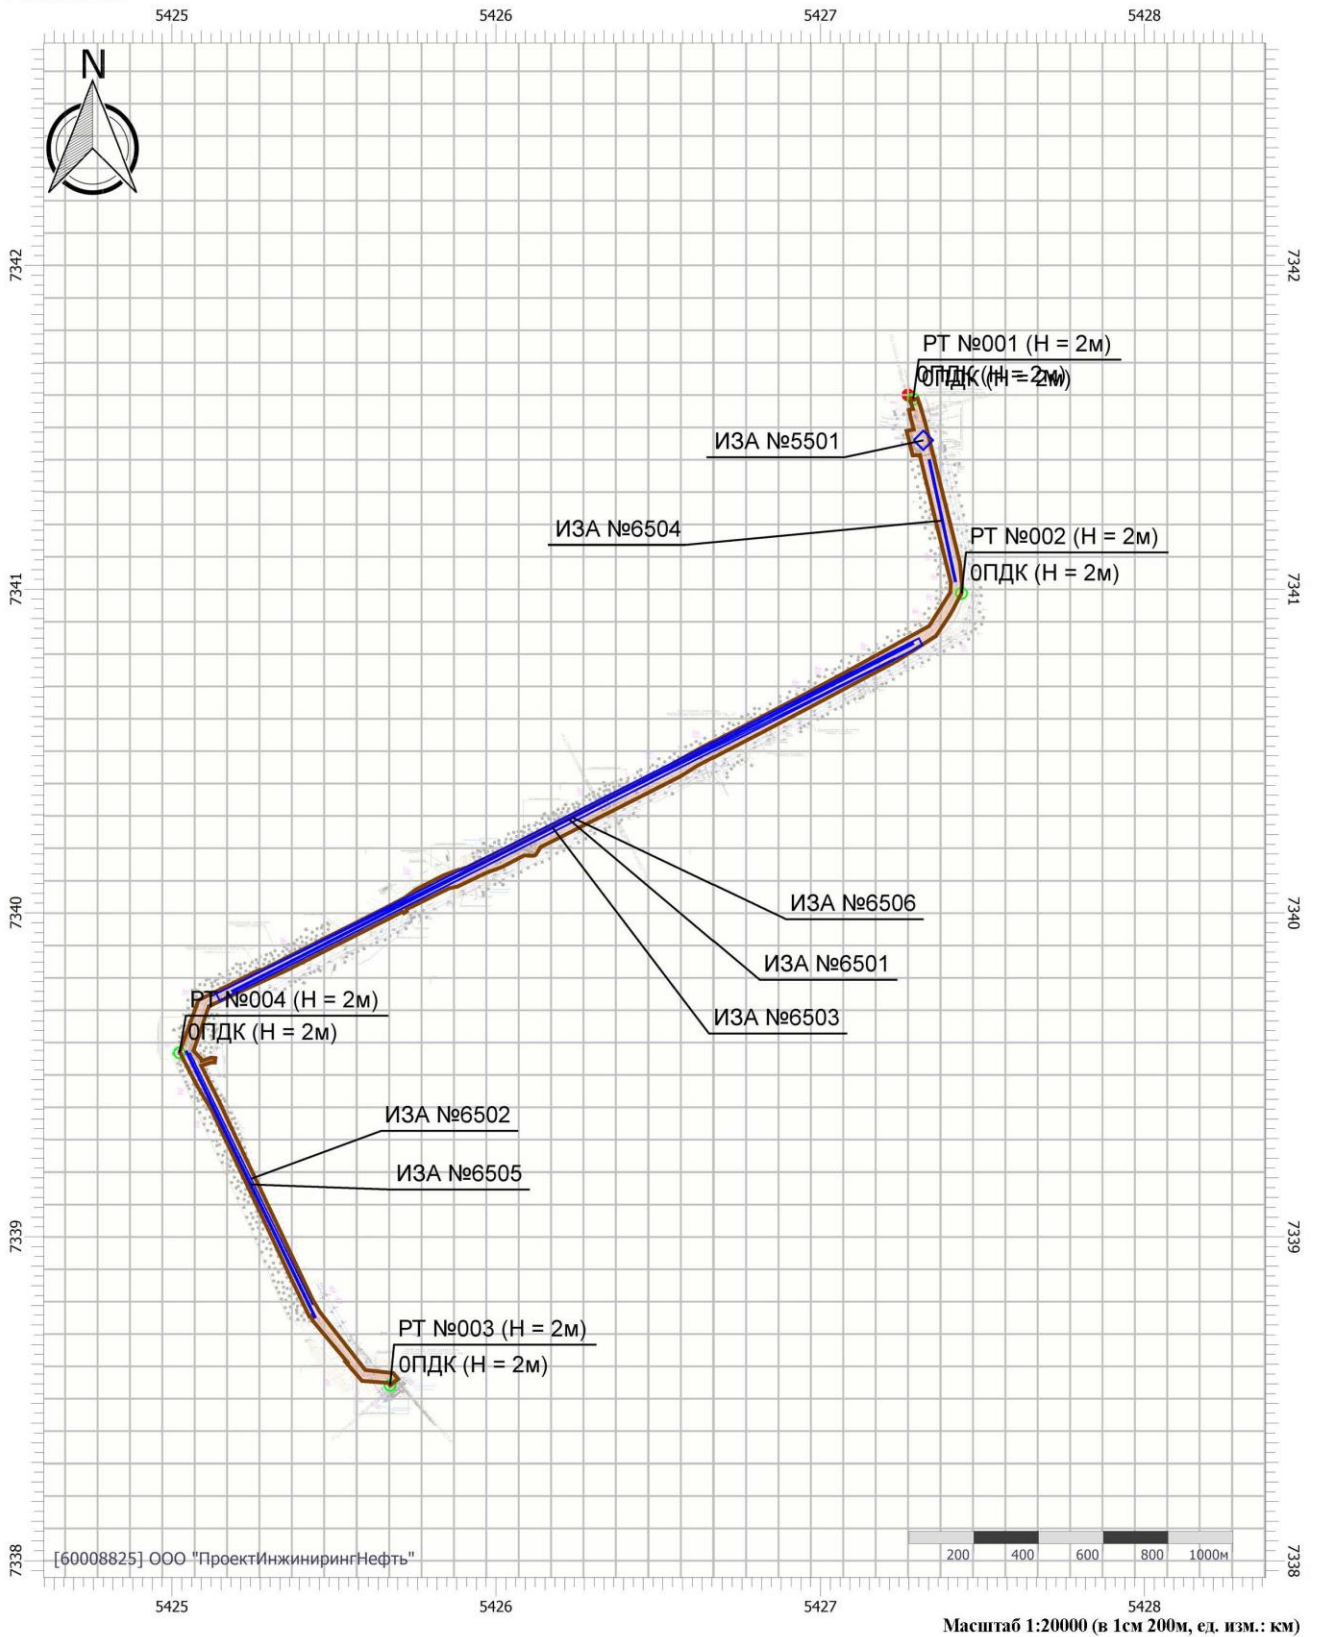 5425 5426 5427 5428
N
7342 7342
РТ №001 (Н = 2м)
0ПДК (Н = 2м)
0ПДК (Н = 2м)
ИЗА №5501
ИЗА №6504
РТ №002 (Н = 2м)
0ПДК (Н = 2м)
7341 7341
ИЗА №6506
7340 7340
ИЗА №6501
ИЗА №6503
РТ №004 (Н = 2м)
0ПДК (Н = 2м)
ИЗА №6502
ИЗА №6505
7339 7339
РТ №003 (Н = 2м)
0ПДК (Н = 2м)
[60008825] ООО "ПроектИнжинирингНефть"
200 400 600 800 1000м
7338 7338
5425 5426 5427 5428
Масштаб 1:20000 (в 1см 200м, ед. изм.: км)